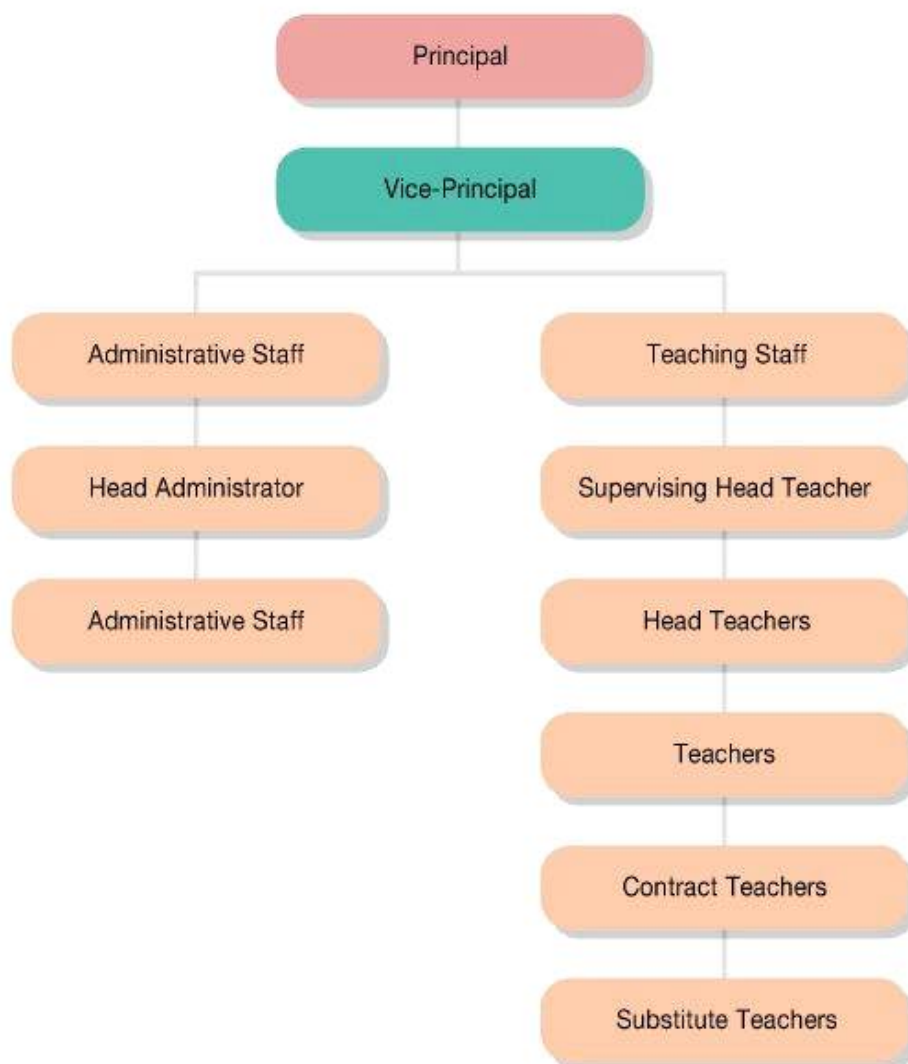 Principal
Vice-Principal
Administrative Staff
Head Administrator
Administrative Staff
Teaching Staff
Supervising Head Teacher
Head Teachers
Teachers
Contract Teachers
Substitute Teachers